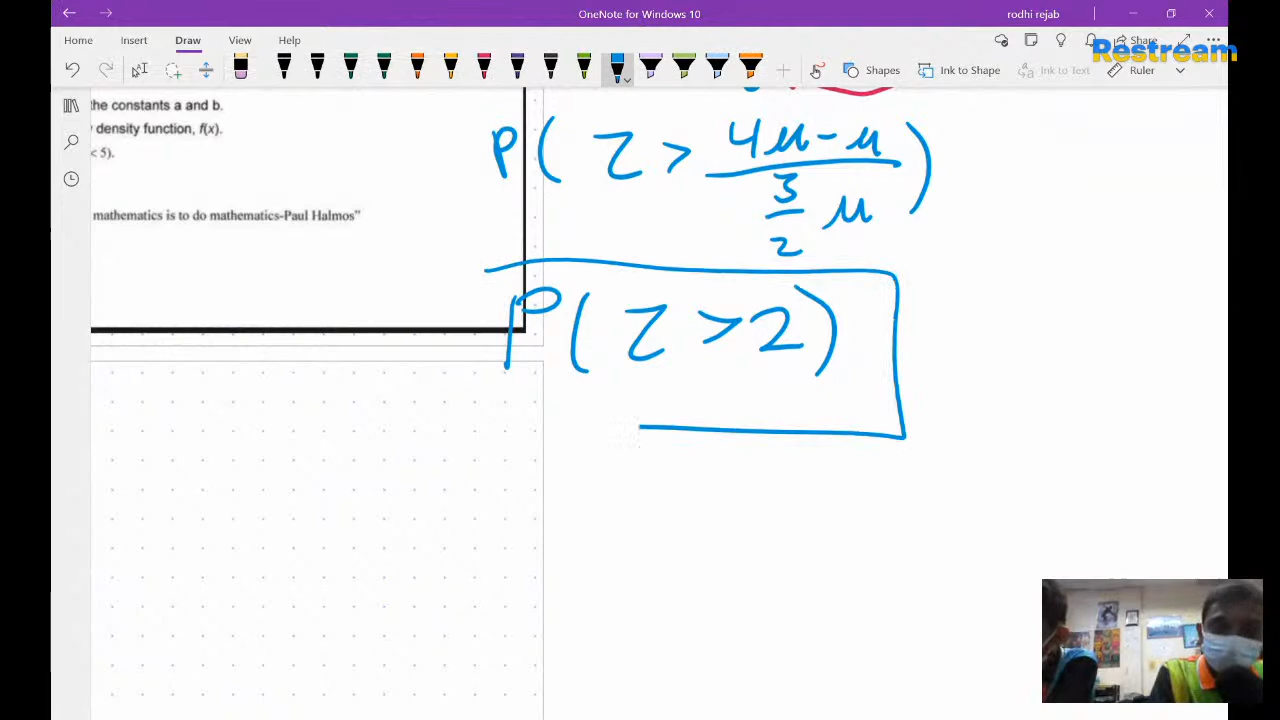 OneNote for Windows 10
rodhi rejab
Home Insert Draw View Help
Share
Restream
Shapes Ink to Shape Ink to Text Ruler
the constants a and b.
density function, f(x).
< 5).
mathematics is to do mathematics-Paul Halmos”
P( Z > (4μ-μ)/(3/2 μ) )
P( Z > 2 )